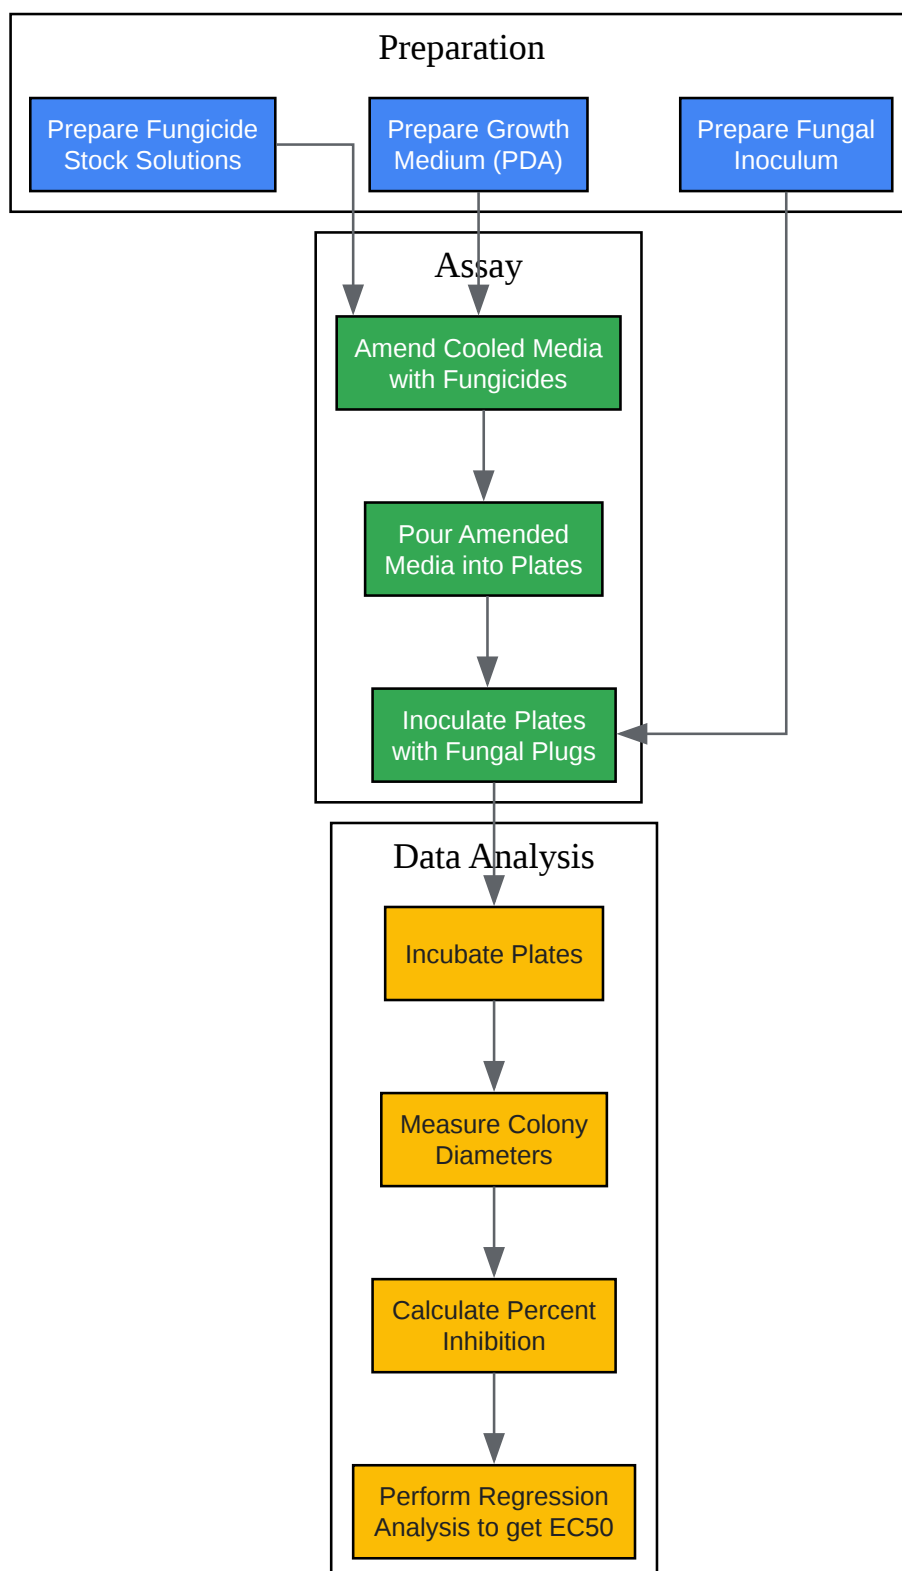 Preparation
Prepare Fungicide
Stock Solutions
Prepare Growth
Medium (PDA)
Prepare Fungal
Inoculum
Assay
Amend Cooled Media
with Fungicides
Pour Amended
Media into Plates
Inoculate Plates
with Fungal Plugs
Data Analysis
Incubate Plates
Measure Colony
Diameters
Calculate Percent
Inhibition
Perform Regression
Analysis to get EC50